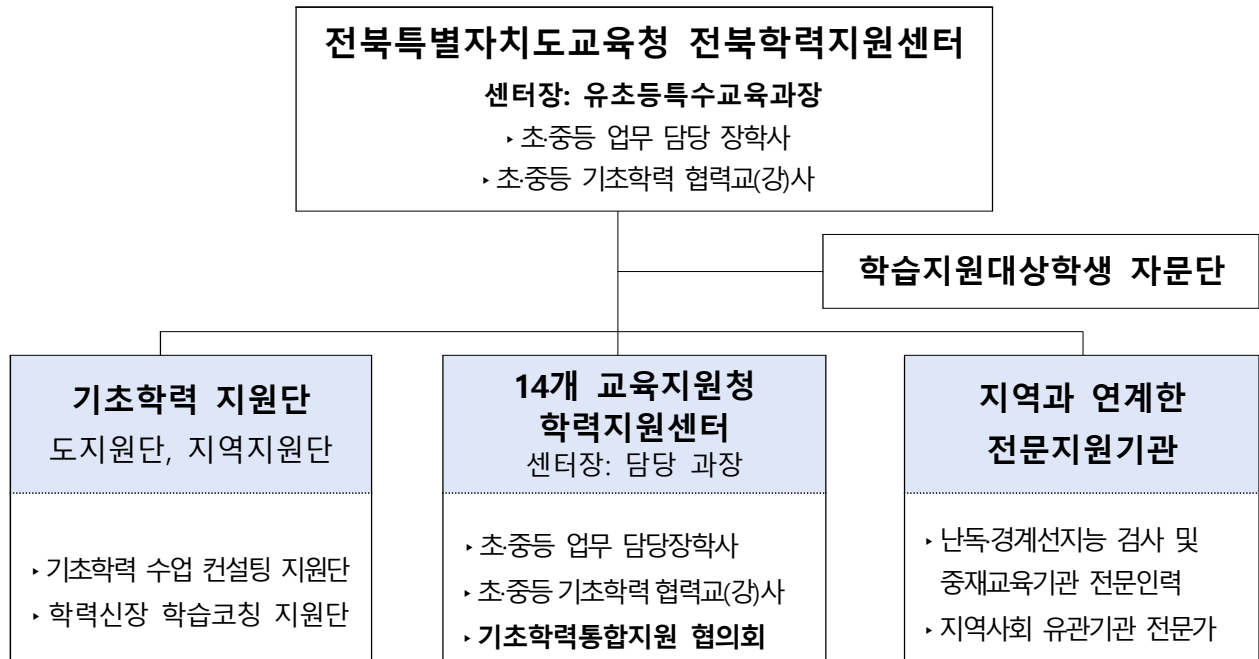 전북특별자치도교육청 전북학력지원센터
센터장: 유초등특수교육과장
‣ 초·중등 업무 담당 장학사
‣ 초·중등 기초학력 협력교(강)사
학습지원대상학생 자문단
기초학력 지원단
도지원단, 지역지원단
‣ 기초학력 수업 컨설팅 지원단
‣ 학력신장 학습코칭 지원단
14개 교육지원청
학력지원센터
센터장: 담당 과장
‣ 초·중등 업무 담당장학사
‣ 초·중등 기초학력 협력교(강)사
‣ 기초학력통합지원 협의회
지역과 연계한
전문지원기관
‣ 난독·경계선지능 검사 및
중재교육기관 전문인력
‣ 지역사회 유관기관 전문가